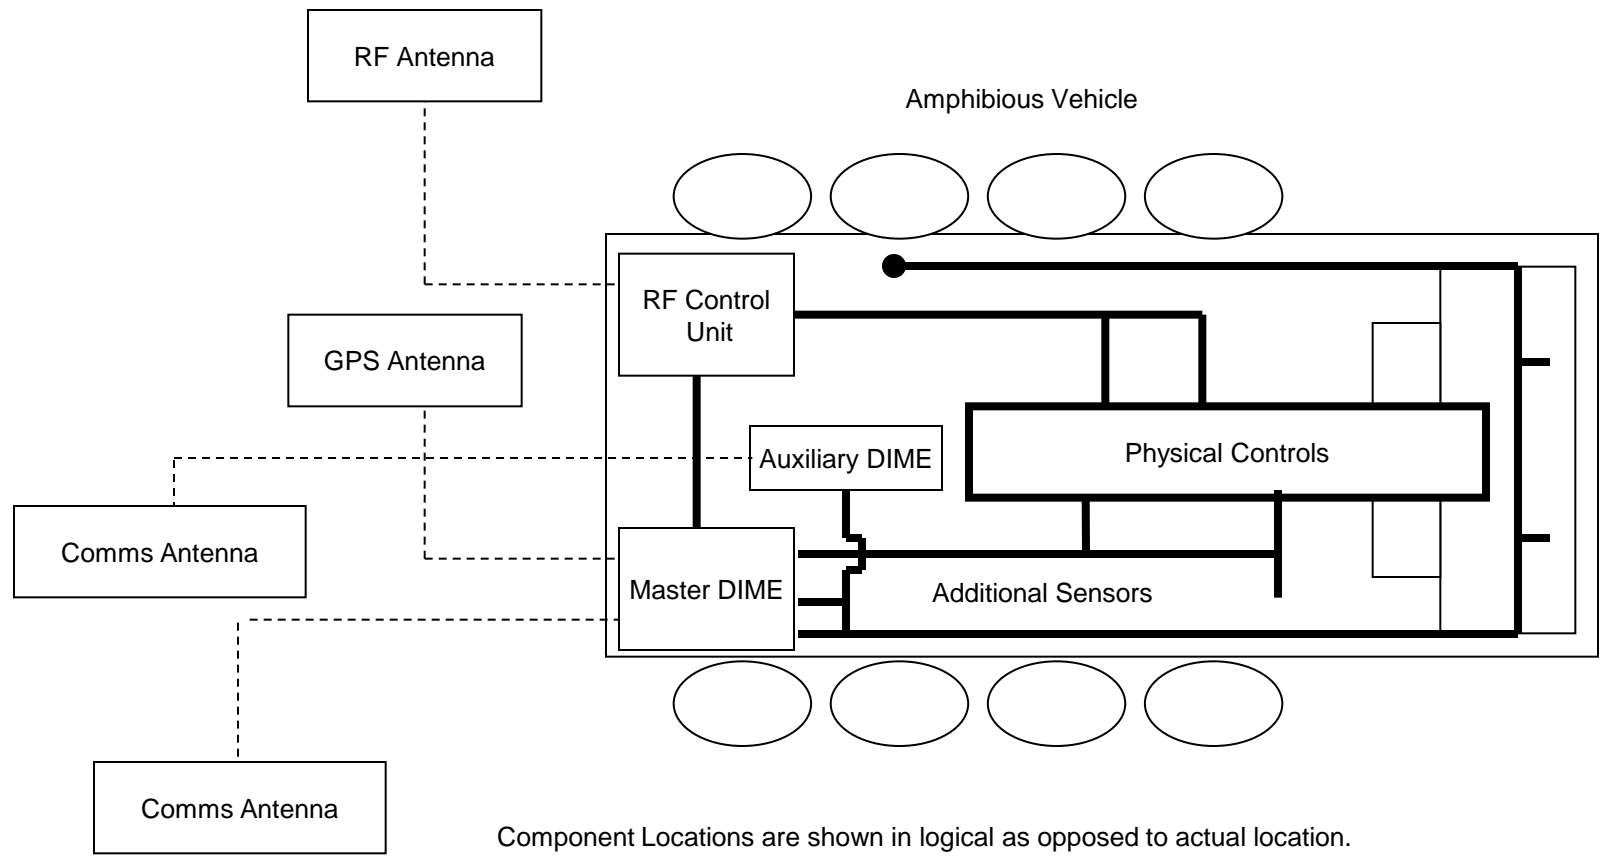 RF Antenna
Amphibious Vehicle
RF Control
Unit
GPS Antenna
Auxiliary DIME
Physical Controls
Comms Antenna
Master DIME
Additional Sensors
Comms Antenna
Component Locations are shown in logical as opposed to actual location.